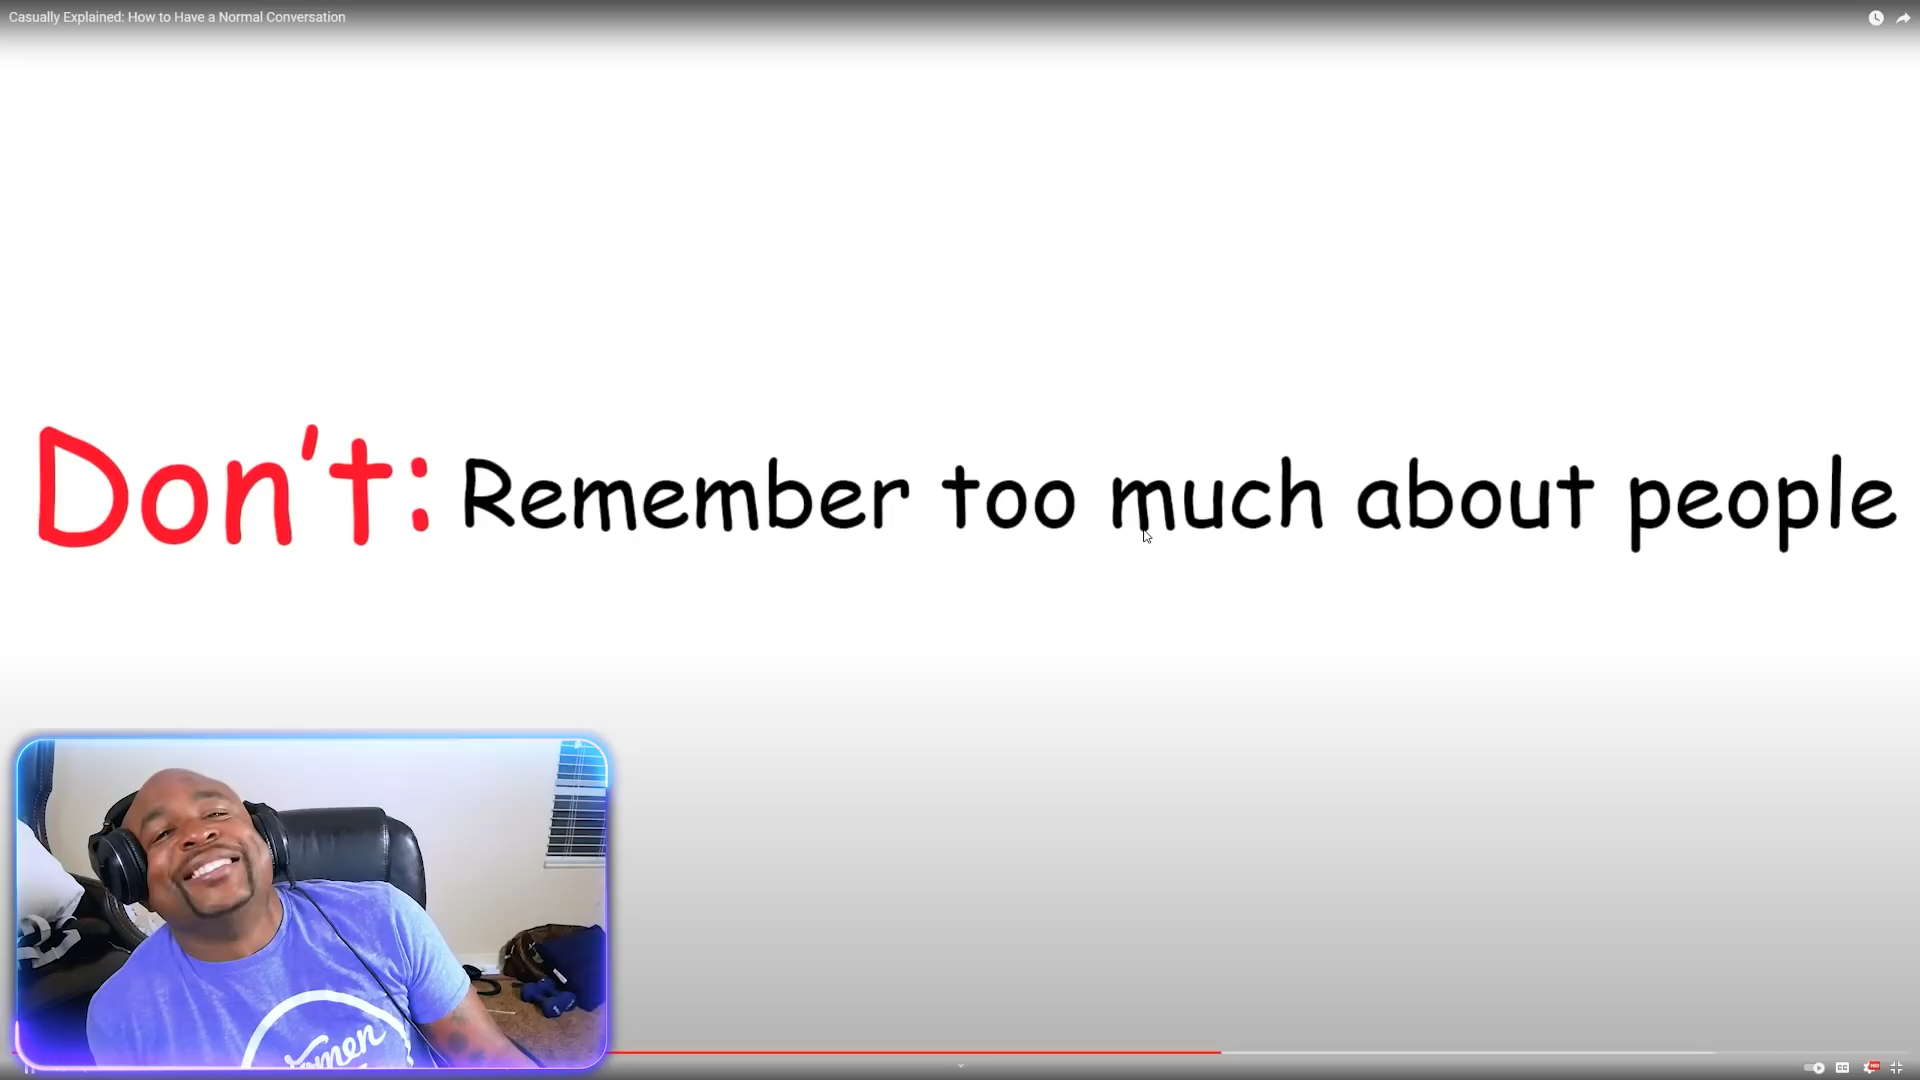 Casually Explained: How to Have a Normal Conversation
Don't: Remember too much about people